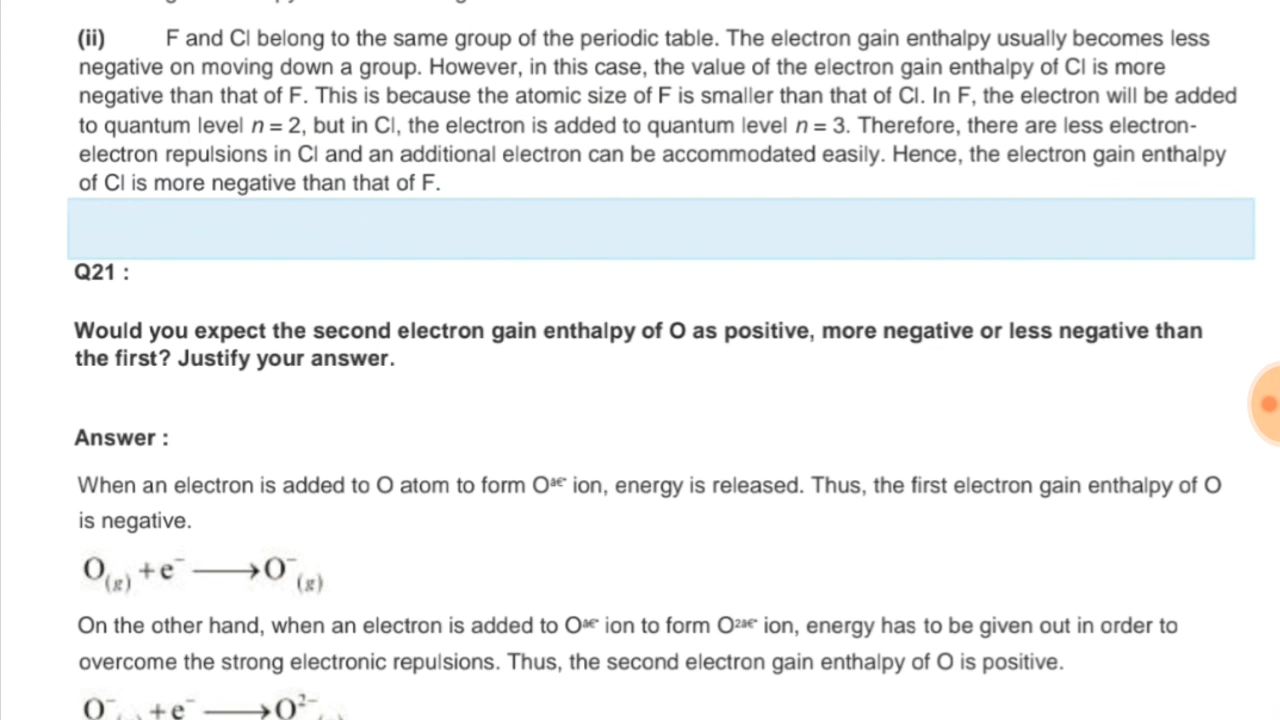 (ii) F and Cl belong to the same group of the periodic table. The electron gain enthalpy usually becomes less
negative on moving down a group. However, in this case, the value of the electron gain enthalpy of Cl is more
negative than that of F. This is because the atomic size of F is smaller than that of Cl. In F, the electron will be added
to quantum level n = 2, but in Cl, the electron is added to quantum level n = 3. Therefore, there are less electron-
electron repulsions in Cl and an additional electron can be accommodated easily. Hence, the electron gain enthalpy
of Cl is more negative than that of F.
Q21 :
Would you expect the second electron gain enthalpy of O as positive, more negative or less negative than
the first? Justify your answer.
Answer :
When an electron is added to O atom to form Oâ€“ ion, energy is released. Thus, the first electron gain enthalpy of O
is negative.
O(g) + e⁻ ⟶ O⁻(g)
On the other hand, when an electron is added to Oâ€“ ion to form O2â€“ ion, energy has to be given out in order to
overcome the strong electronic repulsions. Thus, the second electron gain enthalpy of O is positive.
O⁻ + e⁻ ⟶ O²⁻